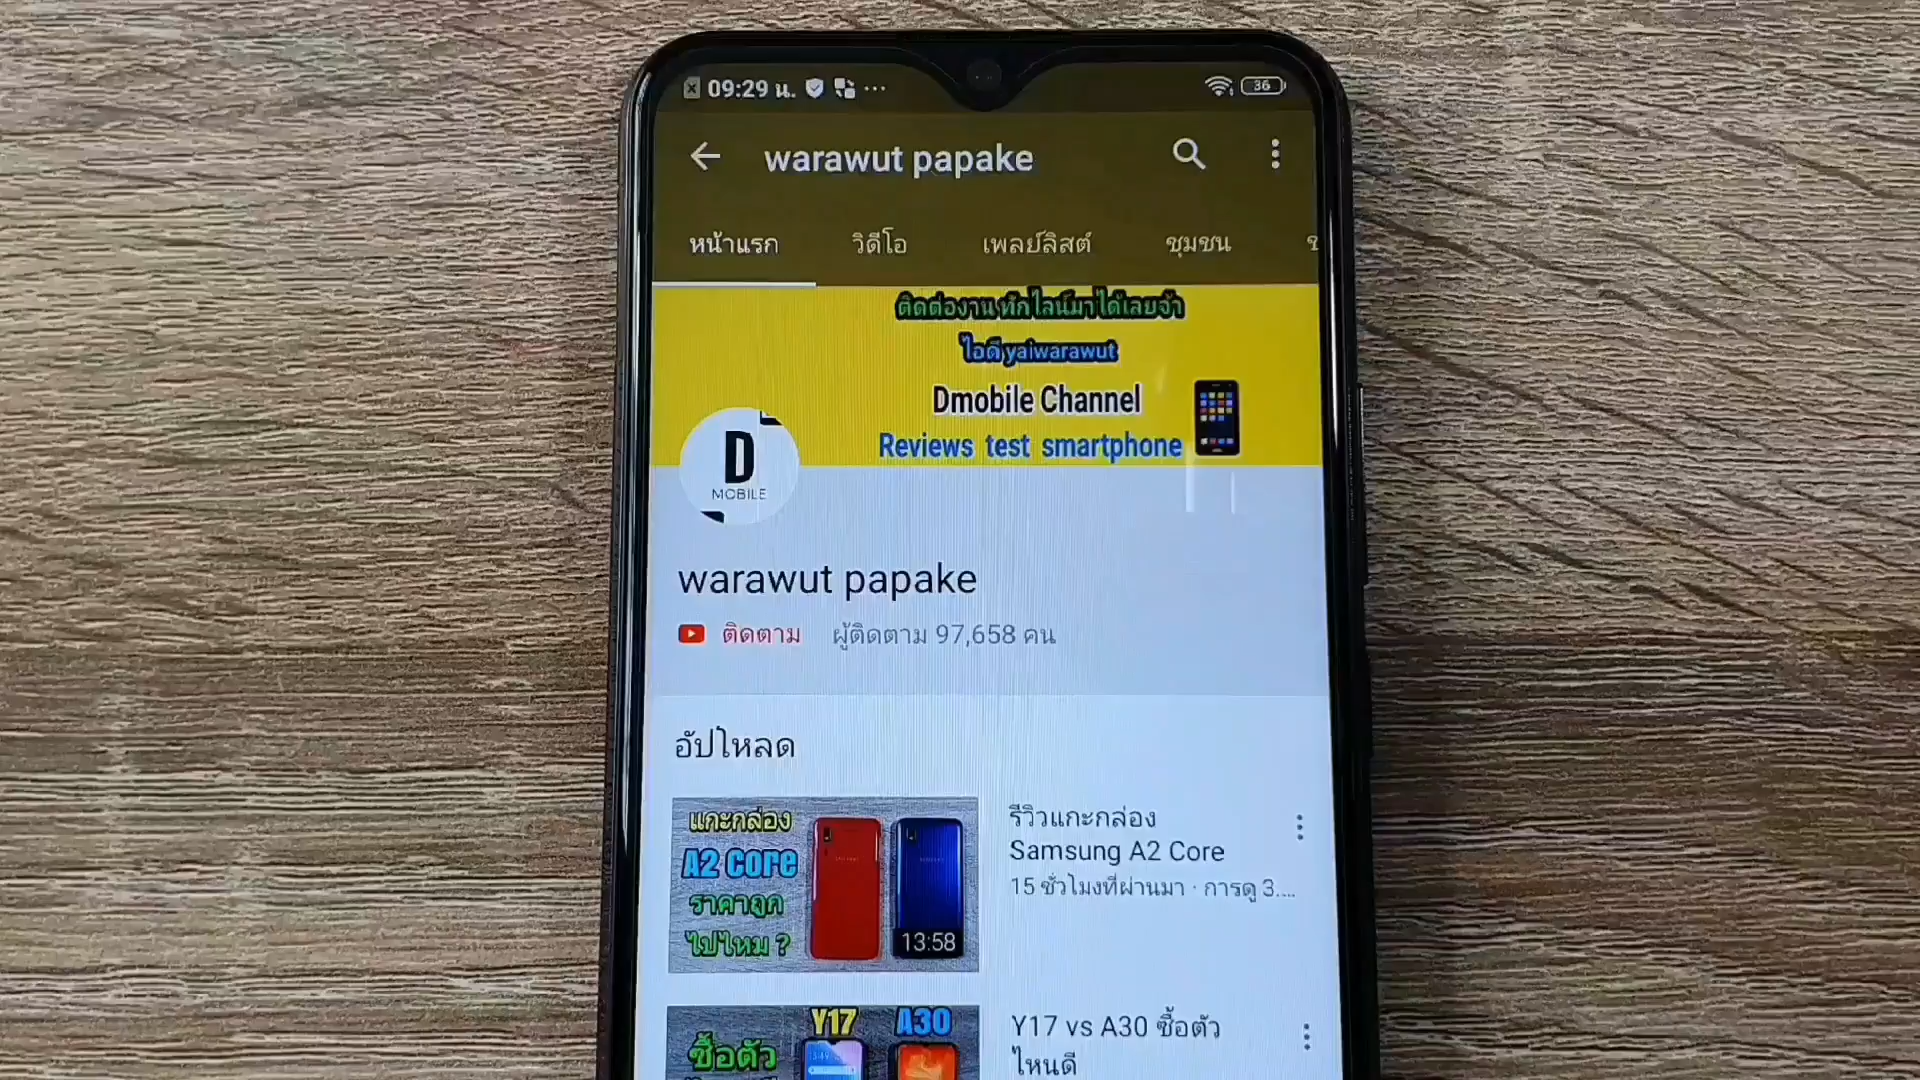 09:29 น.
36
warawut papake
หน้าแรก
วิดีโอ
เพลย์ลิสต์
ชุมชน
ติดต่องาน ทักไลน์มาได้เลยจ้า
ไอดี yaiwarawut
Dmobile Channel
Reviews test smartphone
D
MOBILE
warawut papake
ติดตาม ผู้ติดตาม 97,658 คน
อัปโหลด
แกะกล่อง
A2 Core
ราคาถูก
ไปไหม ?
13:58
รีวิวแกะกล่อง
Samsung A2 Core
15 ชั่วโมงที่ผ่านมา · การดู 3....
Y17 A30
ซื้อตัว
Y17 vs A30 ซื้อตัว
ไหนดี